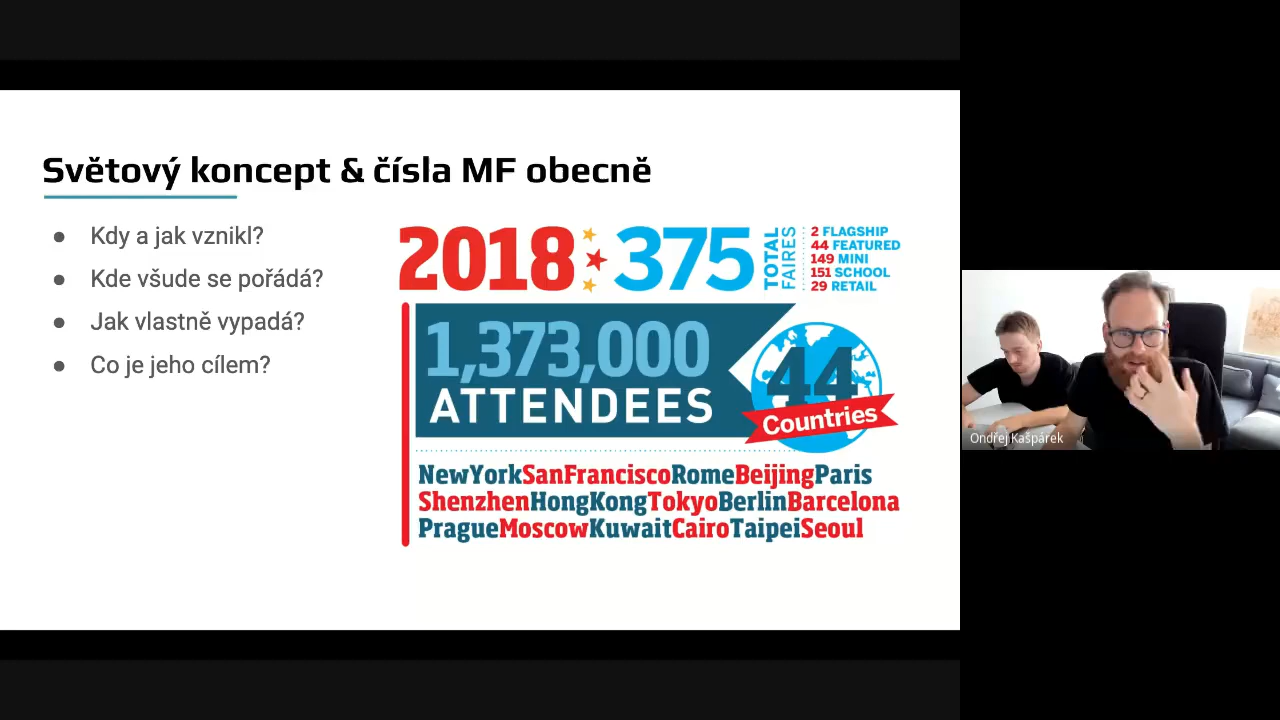 Světový koncept & čísla MF obecně
● Kdy a jak vznikl?
● Kde všude se pořádá?
● Jak vlastně vypadá?
● Co je jeho cílem?
2018 375 TOTAL FAIRES
2 FLAGSHIP
44 FEATURED
149 MINI
151 SCHOOL
29 RETAIL
1,373,000
ATTENDEES
44
Countries
NewYorkSanFranciscoRomeBeijingParis
ShenzhenHongKongTokyoBerlinBarcelona
PragueMoscowKuwaitCairoTaipeiSeoul
Ondřej Kašpárek